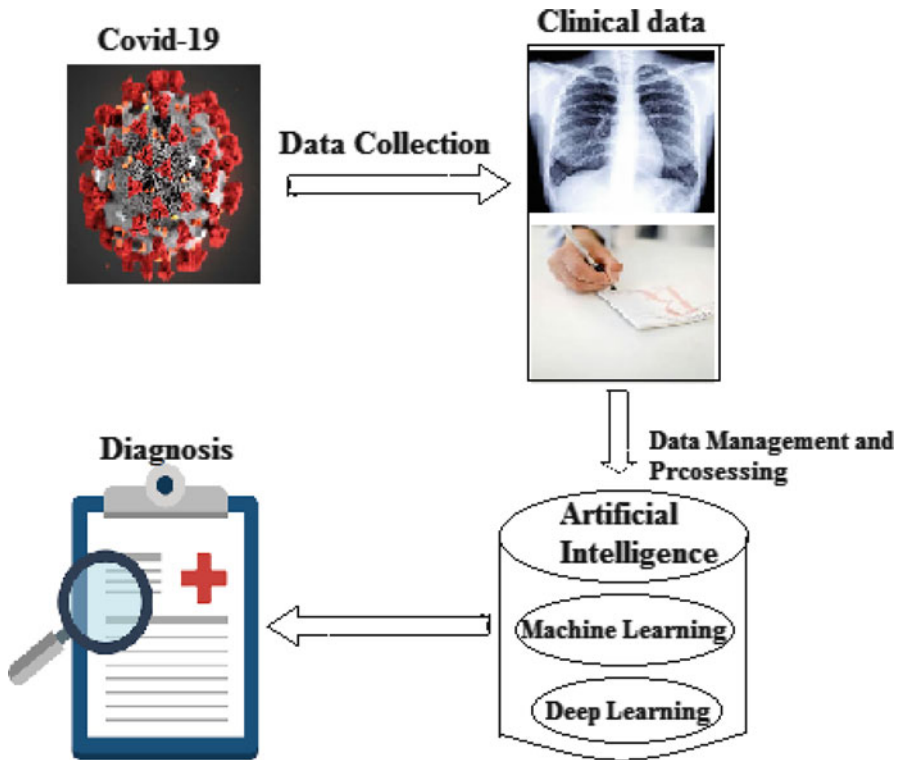 Covid-19
Clinical data
Data Collection
Data Management and
Prcosessing
Artificial
Intelligence
Machine Learning
Deep Learning
Diagnosis